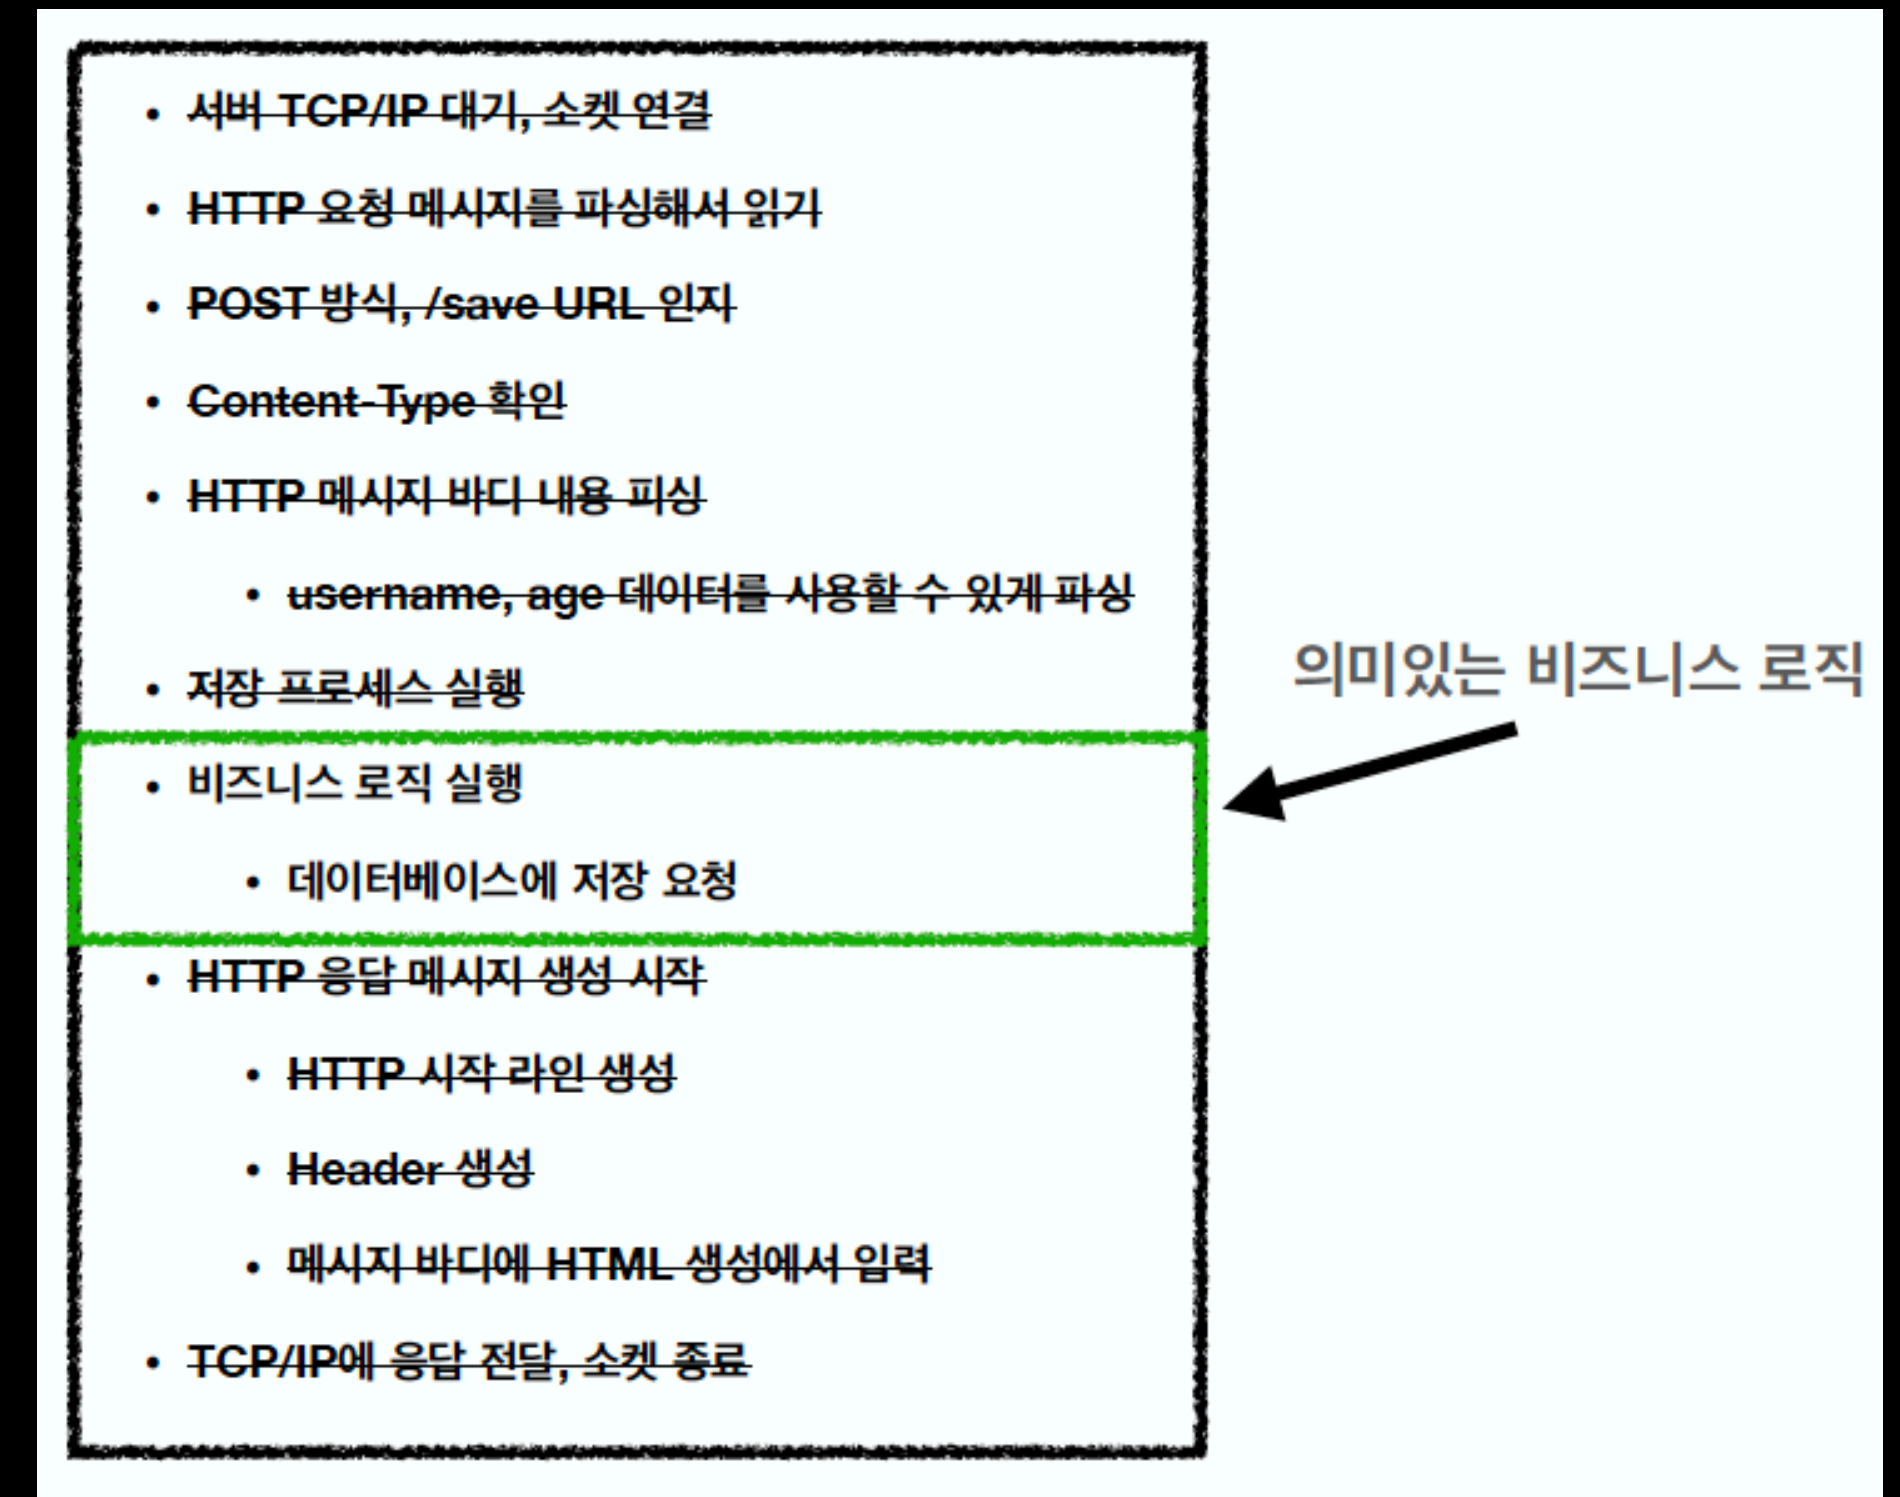 • 서버 TCP/IP 대기, 소켓 연결
• HTTP 요청 메시지를 파싱해서 읽기
• POST 방식, /save URL 인지
• Content-Type 확인
• HTTP 메시지 바디 내용 피싱
• username, age 데이터를 사용할 수 있게 파싱
• 저장 프로세스 실행
의미있는 비즈니스 로직
• 비즈니스 로직 실행
• 데이터베이스에 저장 요청
• HTTP 응답 메시지 생성 시작
• HTTP 시작 라인 생성
• Header 생성
• 메시지 바디에 HTML 생성에서 입력
• TCP/IP에 응답 전달, 소켓 종료